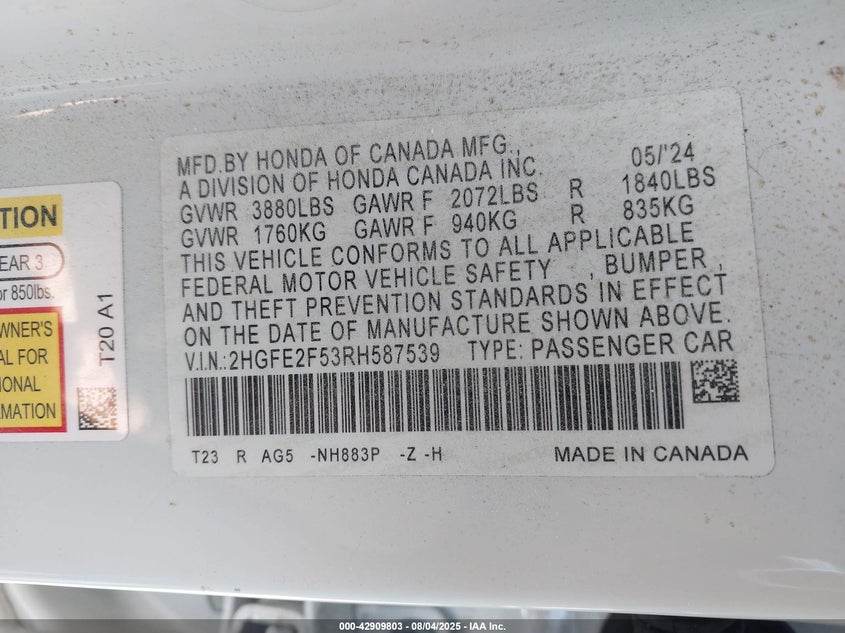 MFD.BY HONDA OF CANADA MFG., 05/'24
A DIVISION OF HONDA CANADA INC.
GVWR 3880LBS GAWR F 2072LBS R 1840LBS
GVWR 1760KG GAWR F 940KG R 835KG
THIS VEHICLE CONFORMS TO ALL APPLICABLE
FEDERAL MOTOR VEHICLE SAFETY , BUMPER ,
AND THEFT PREVENTION STANDARDS IN EFFECT
ON THE DATE OF MANUFACTURE SHOWN ABOVE.
V.I.N.:2HGFE2F53RH587539 TYPE: PASSENGER CAR
T23 R AG5 -NH883P -Z -H MADE IN CANADA
TION
EAR 3
or 850lbs.
WNER'S
AL FOR
IONAL
MATION
T20 A1
000-42909803 - 08/04/2025 - IAA Inc.